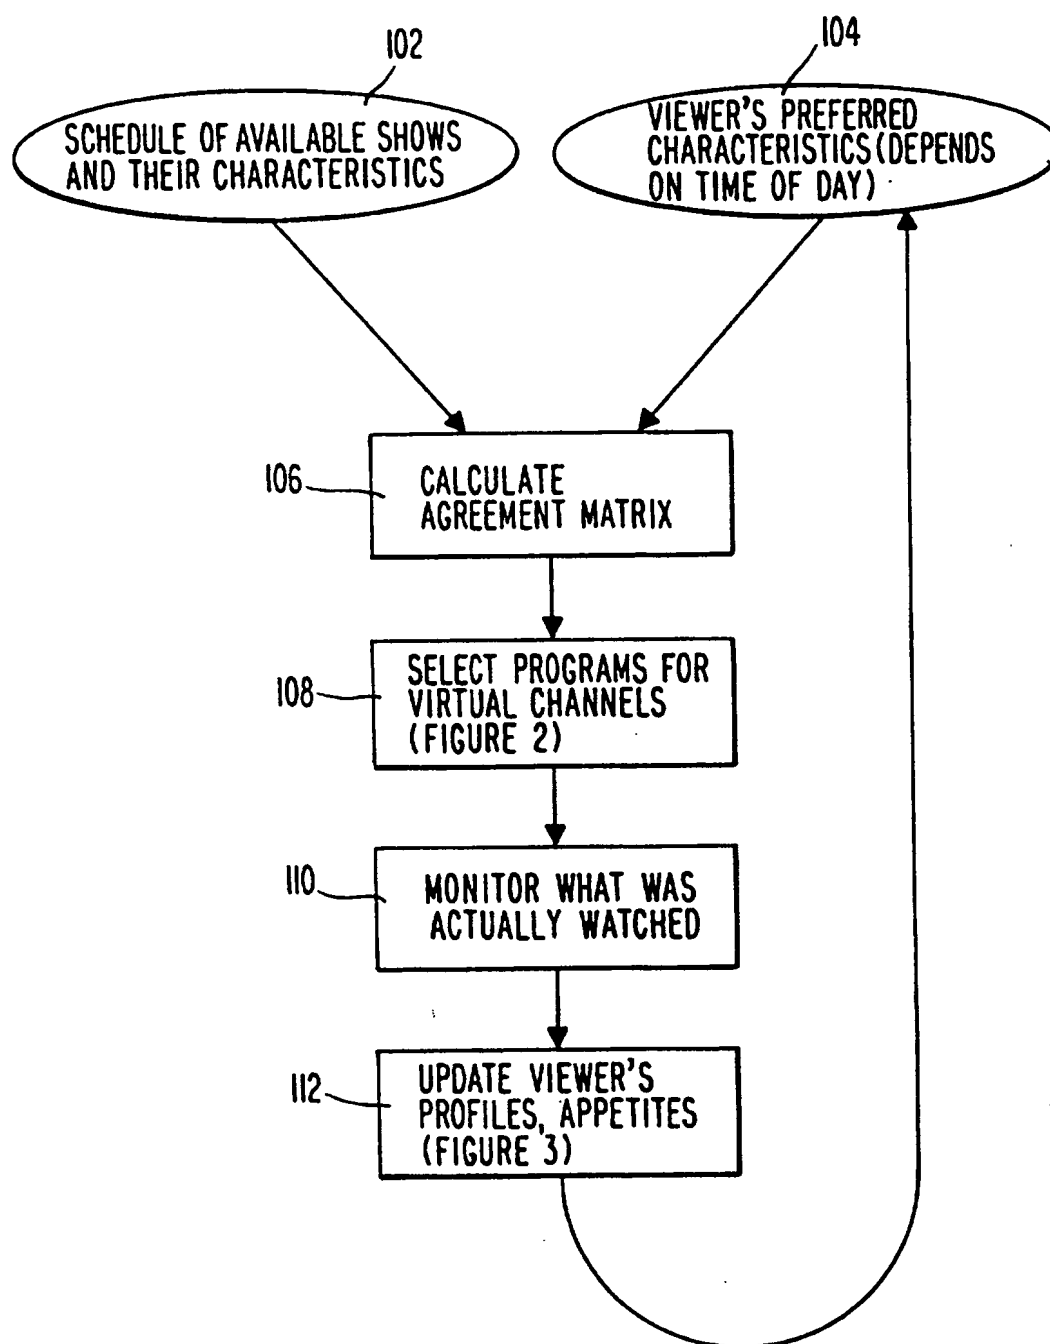 102
SCHEDULE OF AVAILABLE SHOWS
AND THEIR CHARACTERISTICS
104
VIEWER'S PREFERRED
CHARACTERISTICS (DEPENDS
ON TIME OF DAY)
106
CALCULATE
AGREEMENT MATRIX
108
SELECT PROGRAMS FOR
VIRTUAL CHANNELS
(FIGURE 2)
110
MONITOR WHAT WAS
ACTUALLY WATCHED
112
UPDATE VIEWER'S
PROFILES, APPETITES
(FIGURE 3)